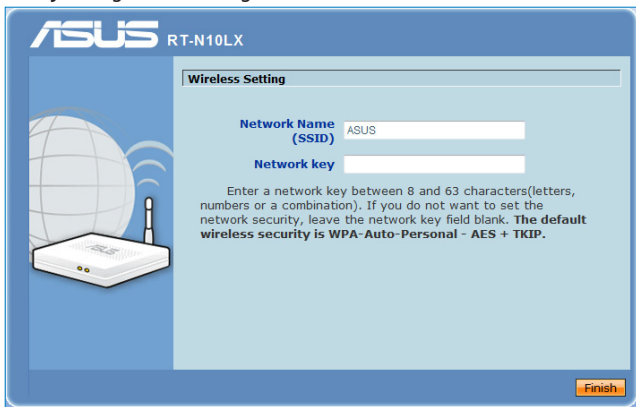 ASUS RT-N10LX
Wireless Setting
Network Name
(SSID)
ASUS
Network key
Enter a network key between 8 and 63 characters(letters,
numbers or a combination). If you do not want to set the
network security, leave the network key field blank. The default
wireless security is WPA-Auto-Personal - AES + TKIP.
ASUS
Finish